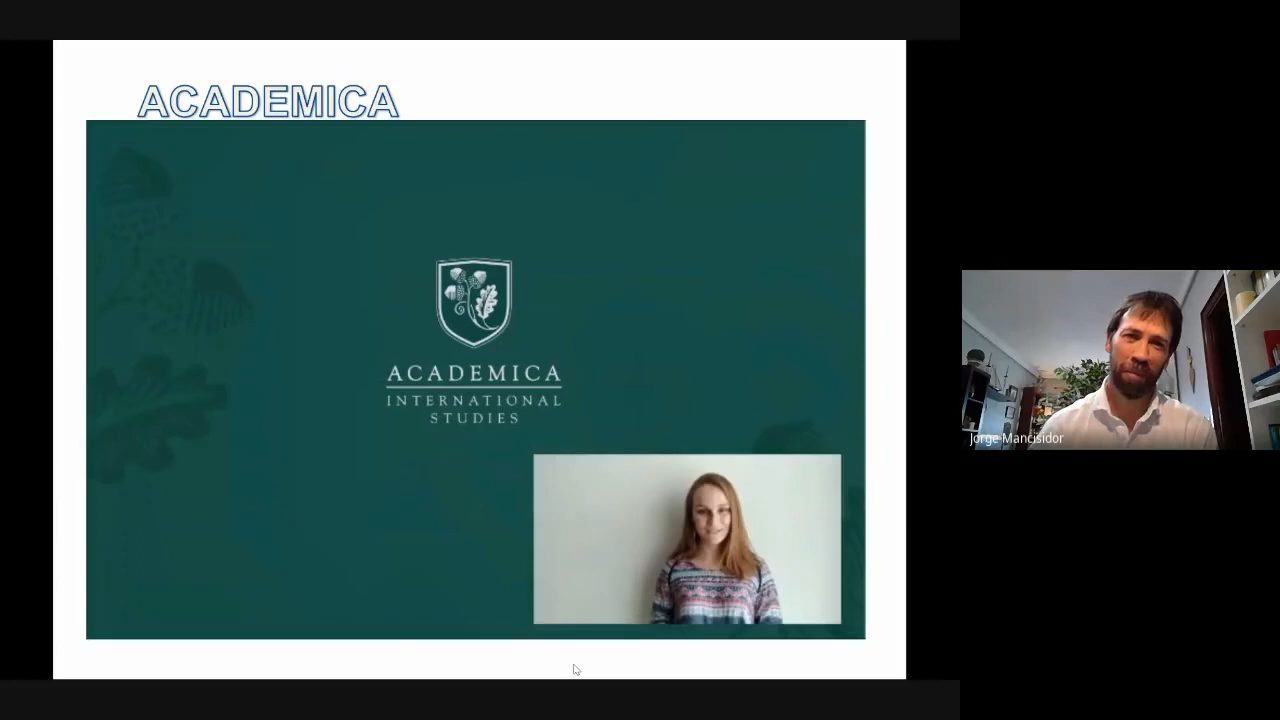 ACADEMICA
ACADEMICA
INTERNATIONAL
STUDIES
Jorge Mancisidor